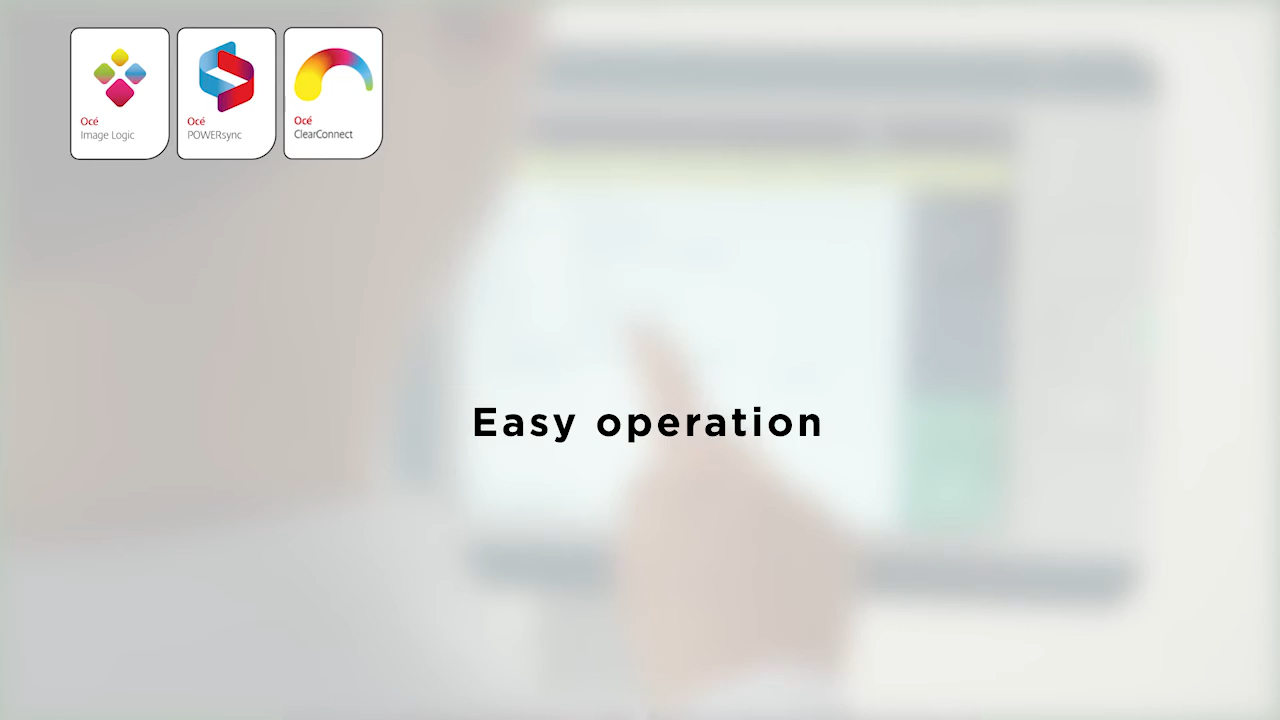 Océ
Image Logic
Océ
POWERsync
Océ
ClearConnect
Easy operation